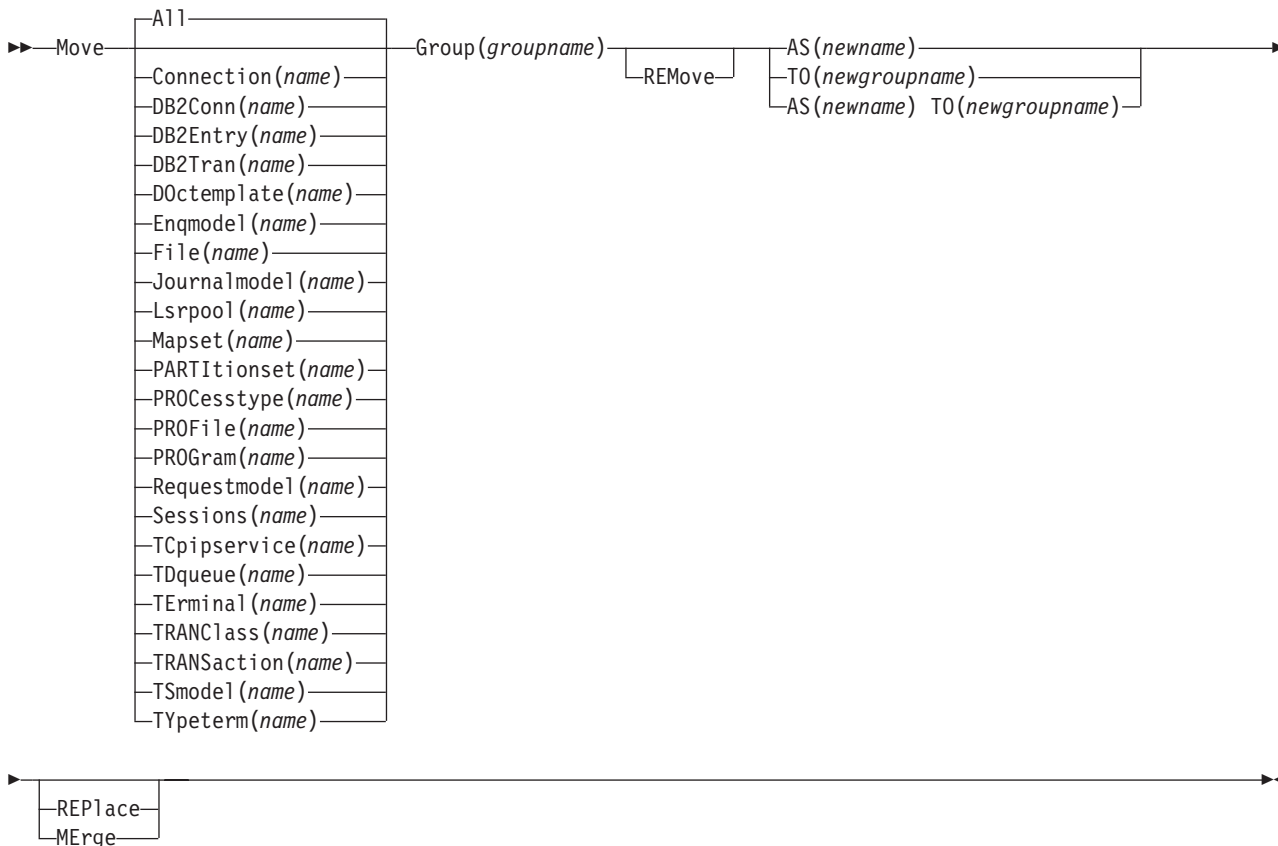 All
Move Group(groupname) AS(newname)
Connection(name) REMove TO(newgroupname)
DB2Conn(name) AS(newname) TO(newgroupname)
DB2Entry(name)
DB2Tran(name)
DOctemplate(name)
Enqmodel(name)
File(name)
Journalmodel(name)
Lsrpool(name)
Mapset(name)
PARTItionset(name)
PROCesstype(name)
PROFile(name)
PROGram(name)
Requestmodel(name)
Sessions(name)
TCpipservice(name)
TDqueue(name)
TErminal(name)
TRANClass(name)
TRANSaction(name)
TSmodel(name)
TYpeterm(name)
REPlace
MErge